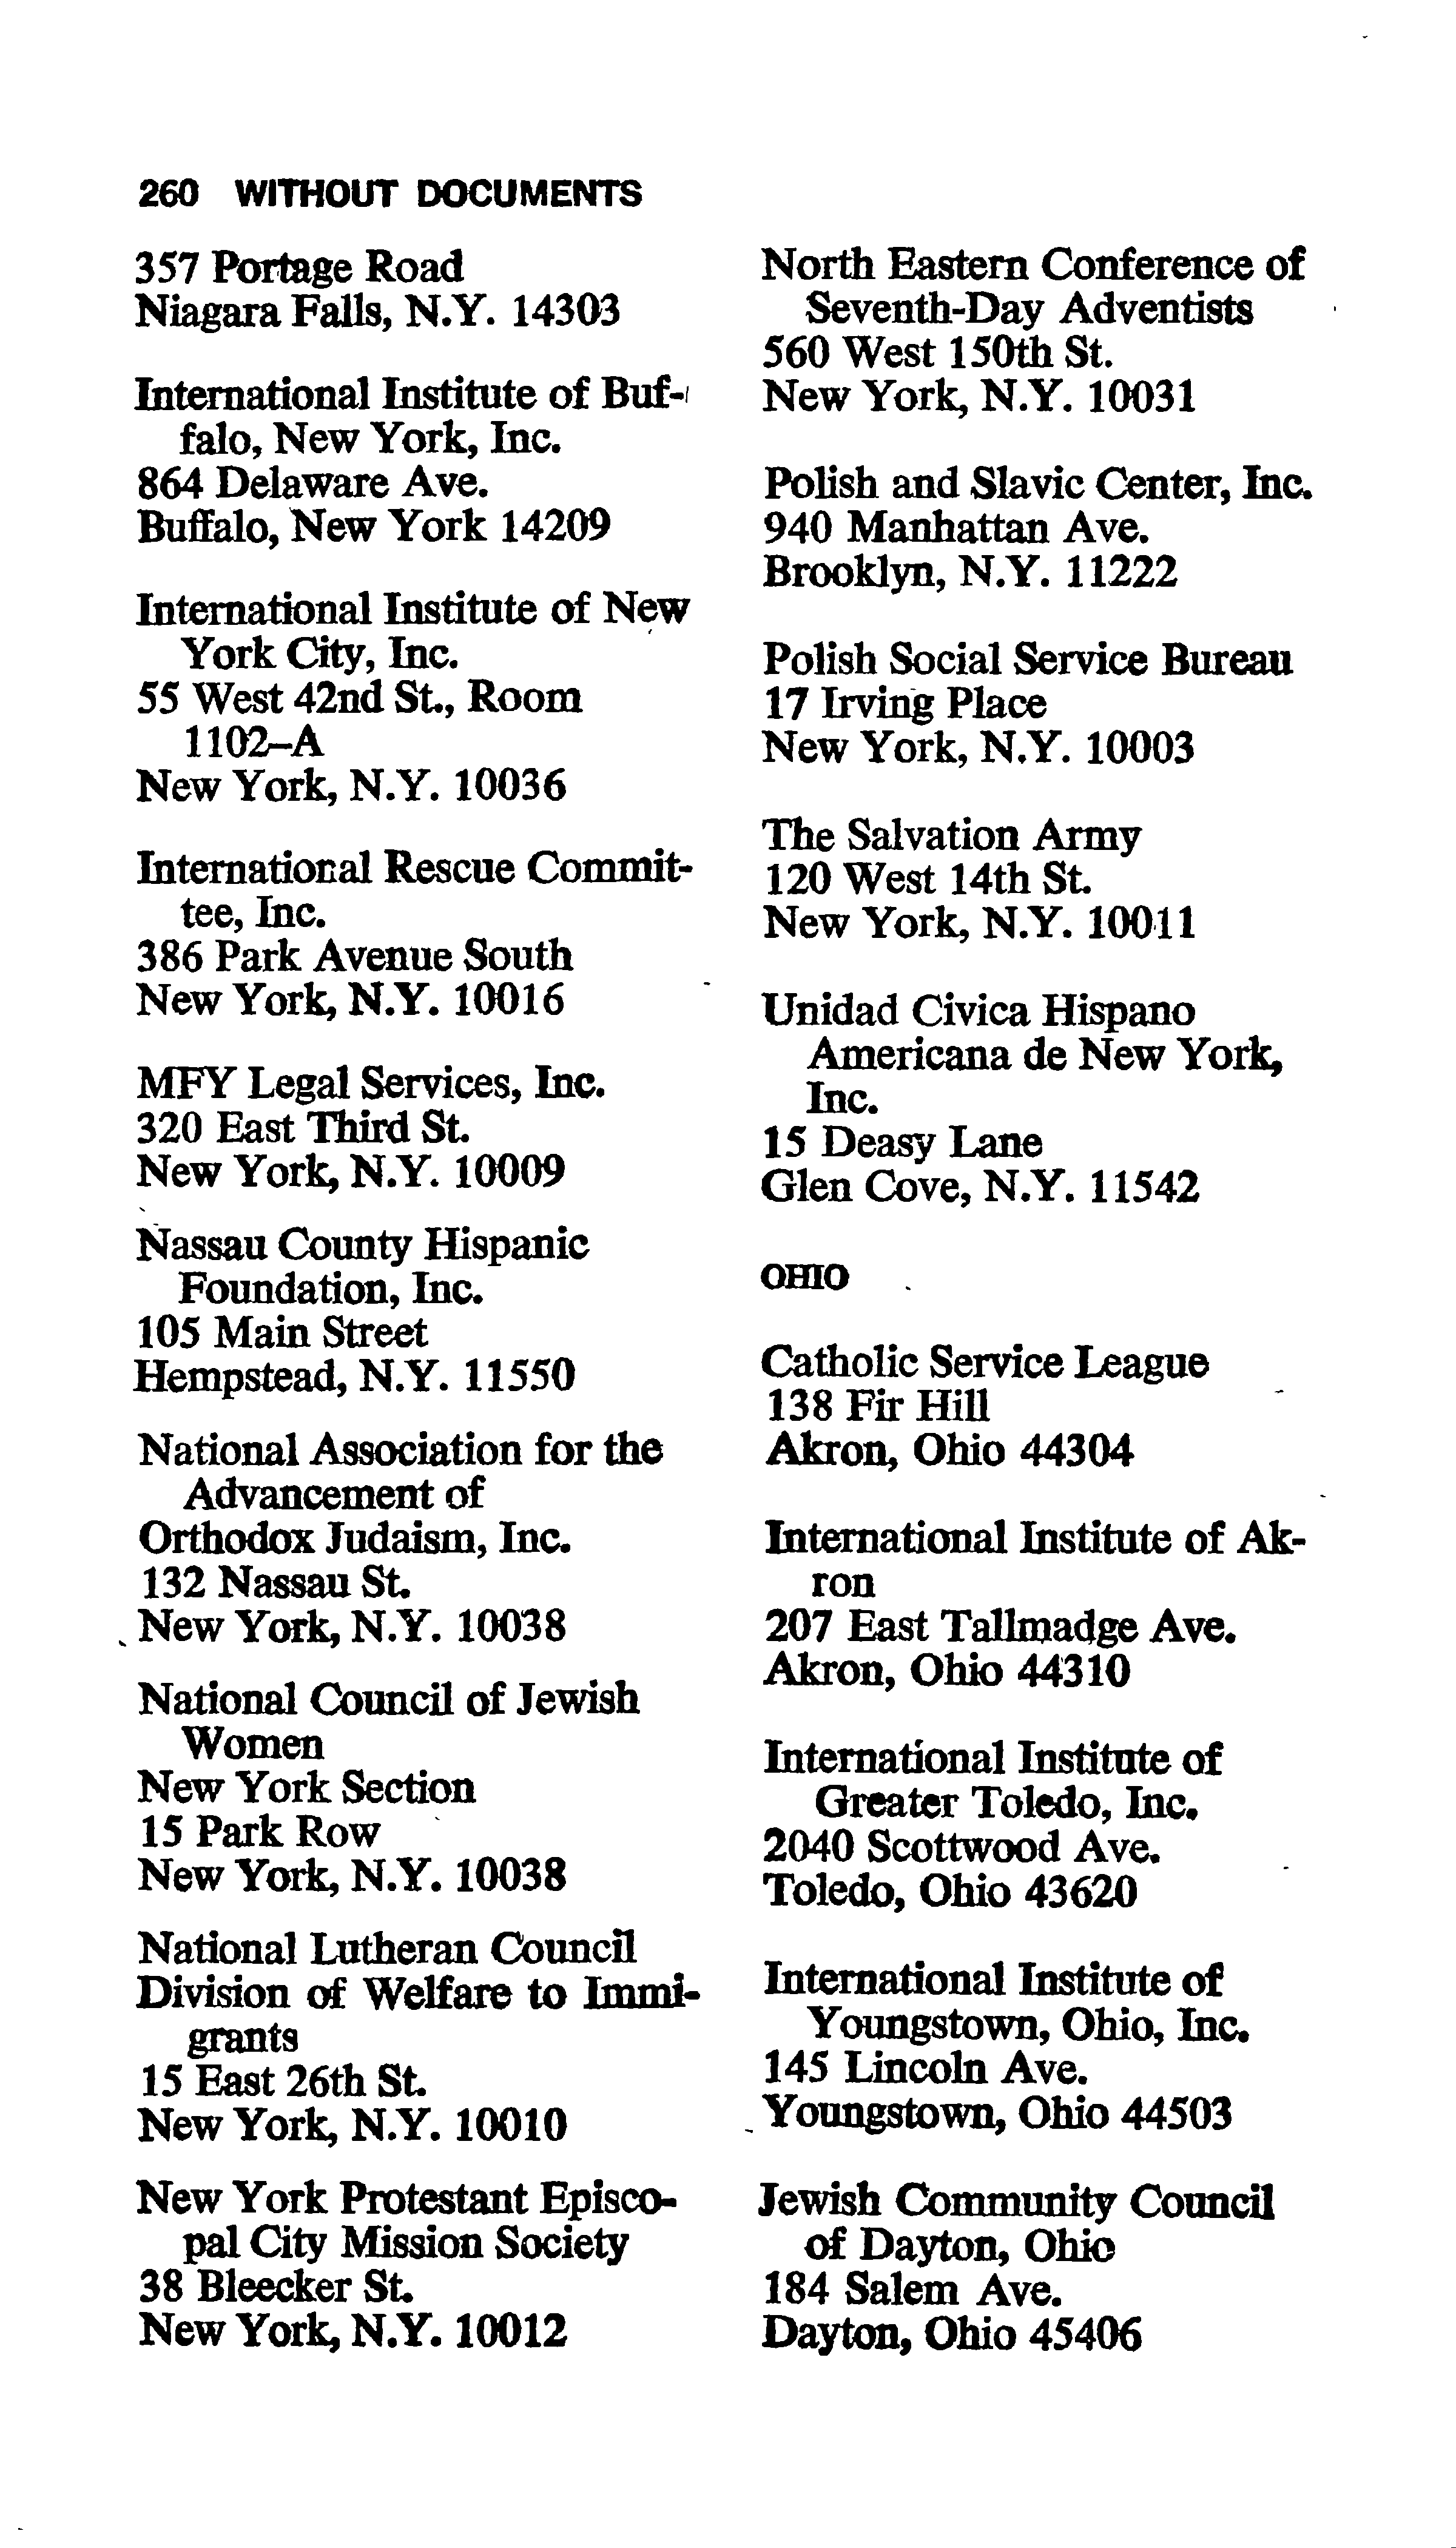 260 WITHOUT DOCUMENTS
357 Portage Road
Niagara Falls, N.Y. 14303
International Institute of Buf-
falo, New York, Inc.
864 Delaware Ave.
Buffalo, New York 14209
International Institute of New
York City, Inc.
55 West 42nd St., Room
1102–A
New York, N.Y. 10036
International Rescue Commit-
tee, Inc.
386 Park Avenue South
New York, N.Y. 10016
MFY Legal Services, Inc.
320 East Third St.
New York, N.Y. 10009
Nassau County Hispanic
Foundation, Inc.
105 Main Street
Hempstead, N.Y. 11550
National Association for the
Advancement of
Orthodox Judaism, Inc.
132 Nassau St.
New York, N.Y. 10038
National Council of Jewish
Women
New York Section
15 Park Row
New York, N.Y. 10038
National Lutheran Council
Division of Welfare to Immi-
grants
15 East 26th St.
New York, N.Y. 10010
New York Protestant Episco-
pal City Mission Society
38 Bleecker St.
New York, N.Y. 10012
North Eastern Conference of
Seventh-Day Adventists
560 West 150th St.
New York, N.Y. 10031
Polish and Slavic Center, Inc.
940 Manhattan Ave.
Brooklyn, N.Y. 11222
Polish Social Service Bureau
17 Irving Place
New York, N.Y. 10003
The Salvation Army
120 West 14th St.
New York, N.Y. 10011
Unidad Civica Hispano
Americana de New York,
Inc.
15 Deasy Lane
Glen Cove, N.Y. 11542
OHIO
Catholic Service League
138 Fir Hill
Akron, Ohio 44304
International Institute of Ak-
ron
207 East Tallmadge Ave.
Akron, Ohio 44310
International Institute of
Greater Toledo, Inc.
2040 Scottwood Ave.
Toledo, Ohio 43620
International Institute of
Youngstown, Ohio, Inc.
145 Lincoln Ave.
Youngstown, Ohio 44503
Jewish Community Council
of Dayton, Ohio
184 Salem Ave.
Dayton, Ohio 45406